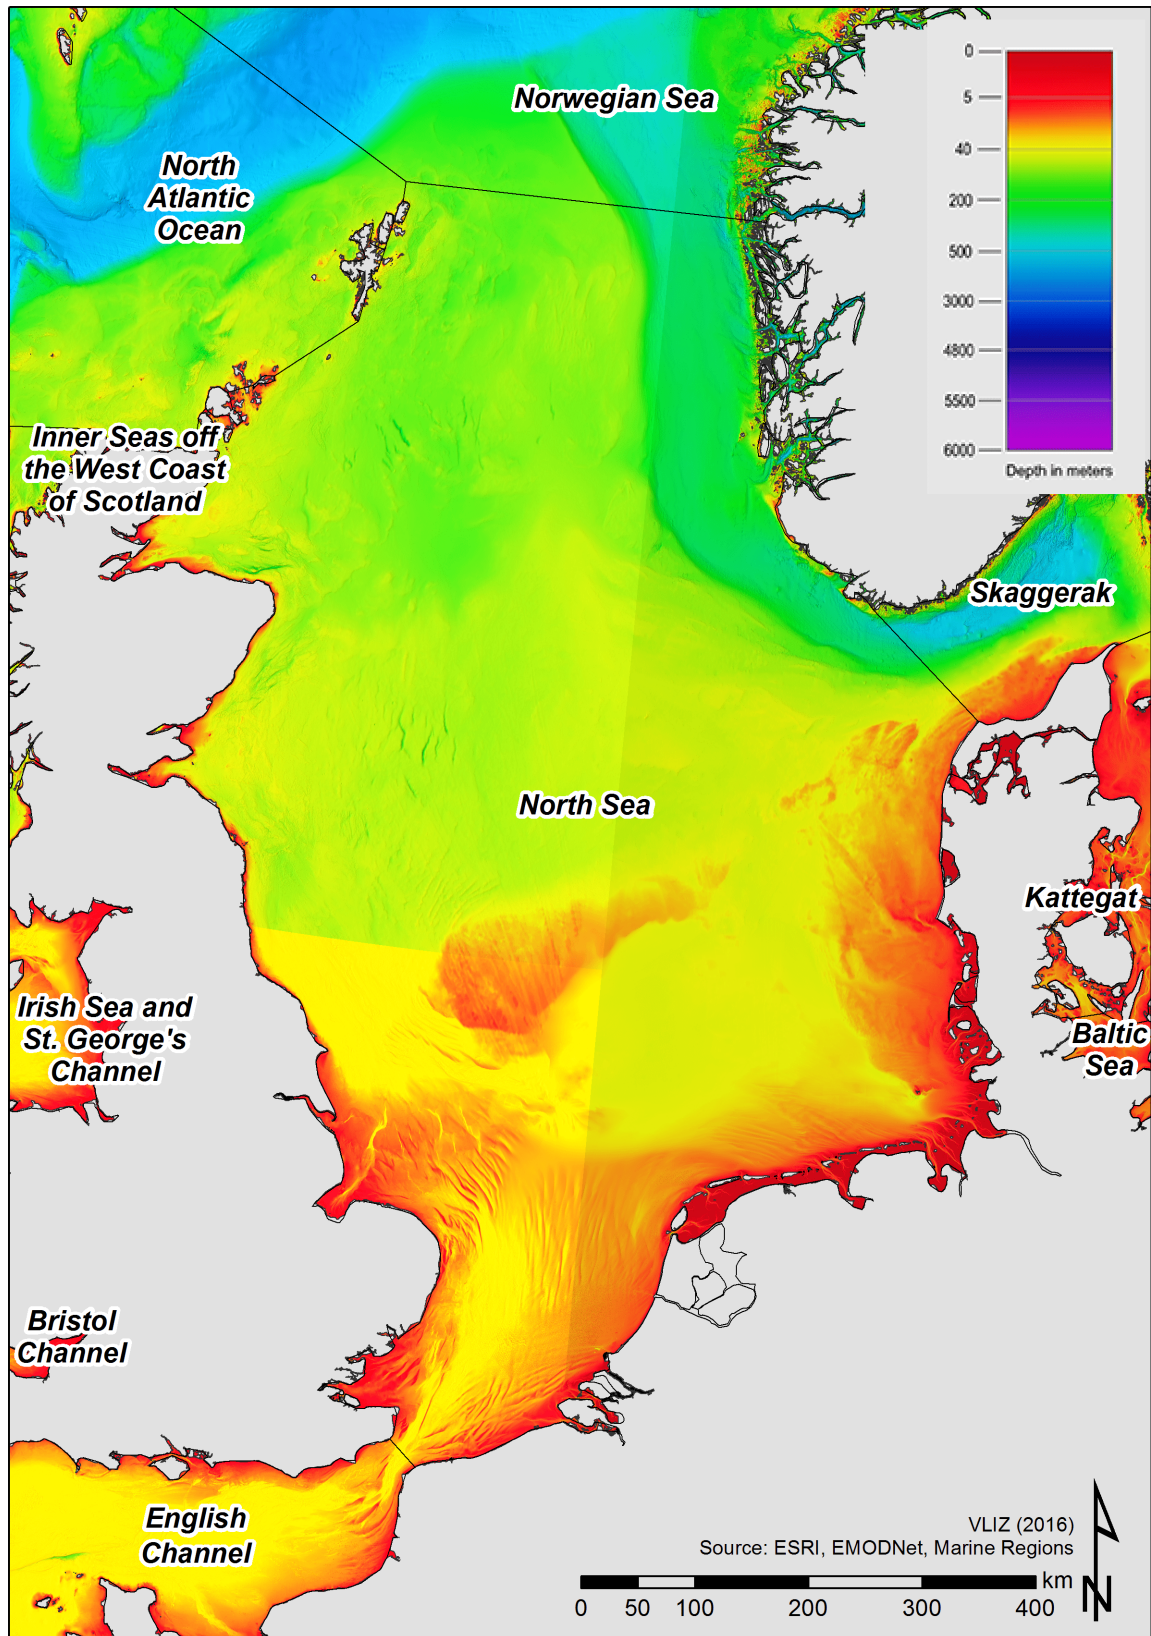 Norwegian Sea
North
Atlantic
Ocean
0
5
40
200
500
3000
4800
5500
6000
Depth in meters
Inner Seas off
the West Coast
of Scotland
Skaggerak
North Sea
Kattegat
Irish Sea and
St. George's
Channel
Baltic
Sea
Bristol
Channel
English
Channel
VLIZ (2016)
Source: ESRI, EMODNet, Marine Regions
km
0 50 100 200 300 400
N